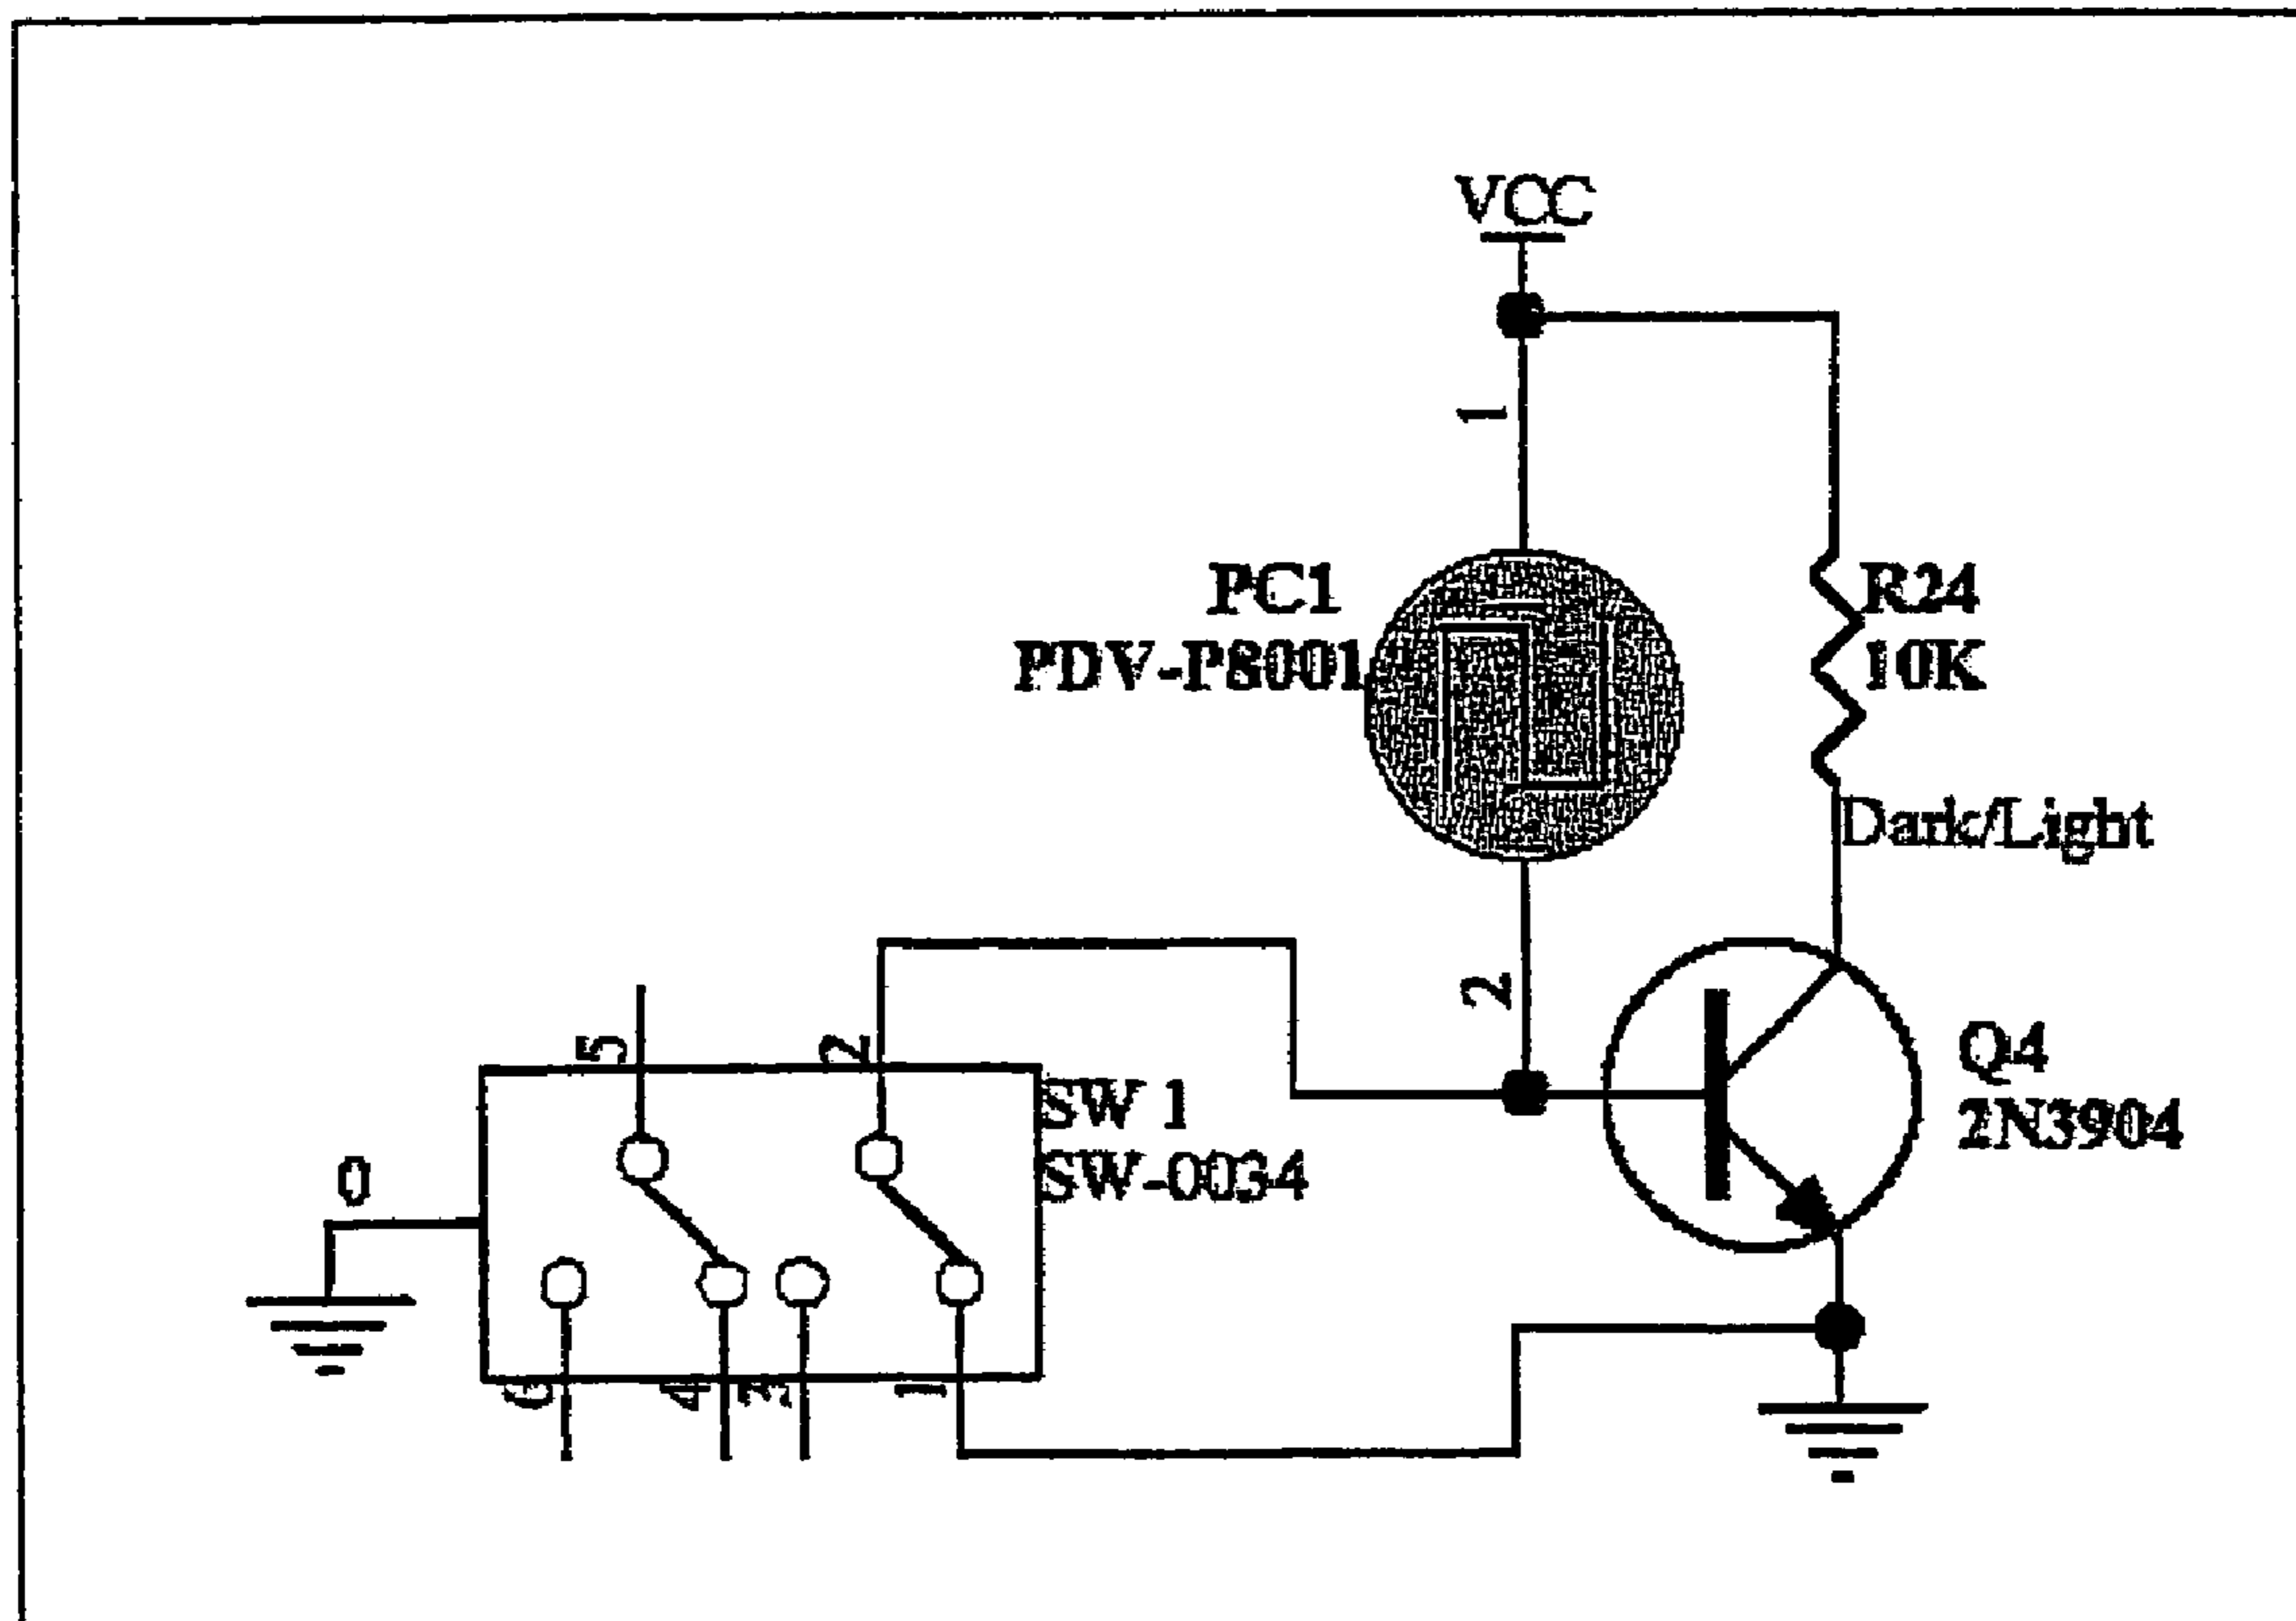 VCC
1
PC1
PDV-P8001
R24
10K
Dark/Light
2
5
2
SW 1
SW-0034
Q4
2N3904
0
4
3
1